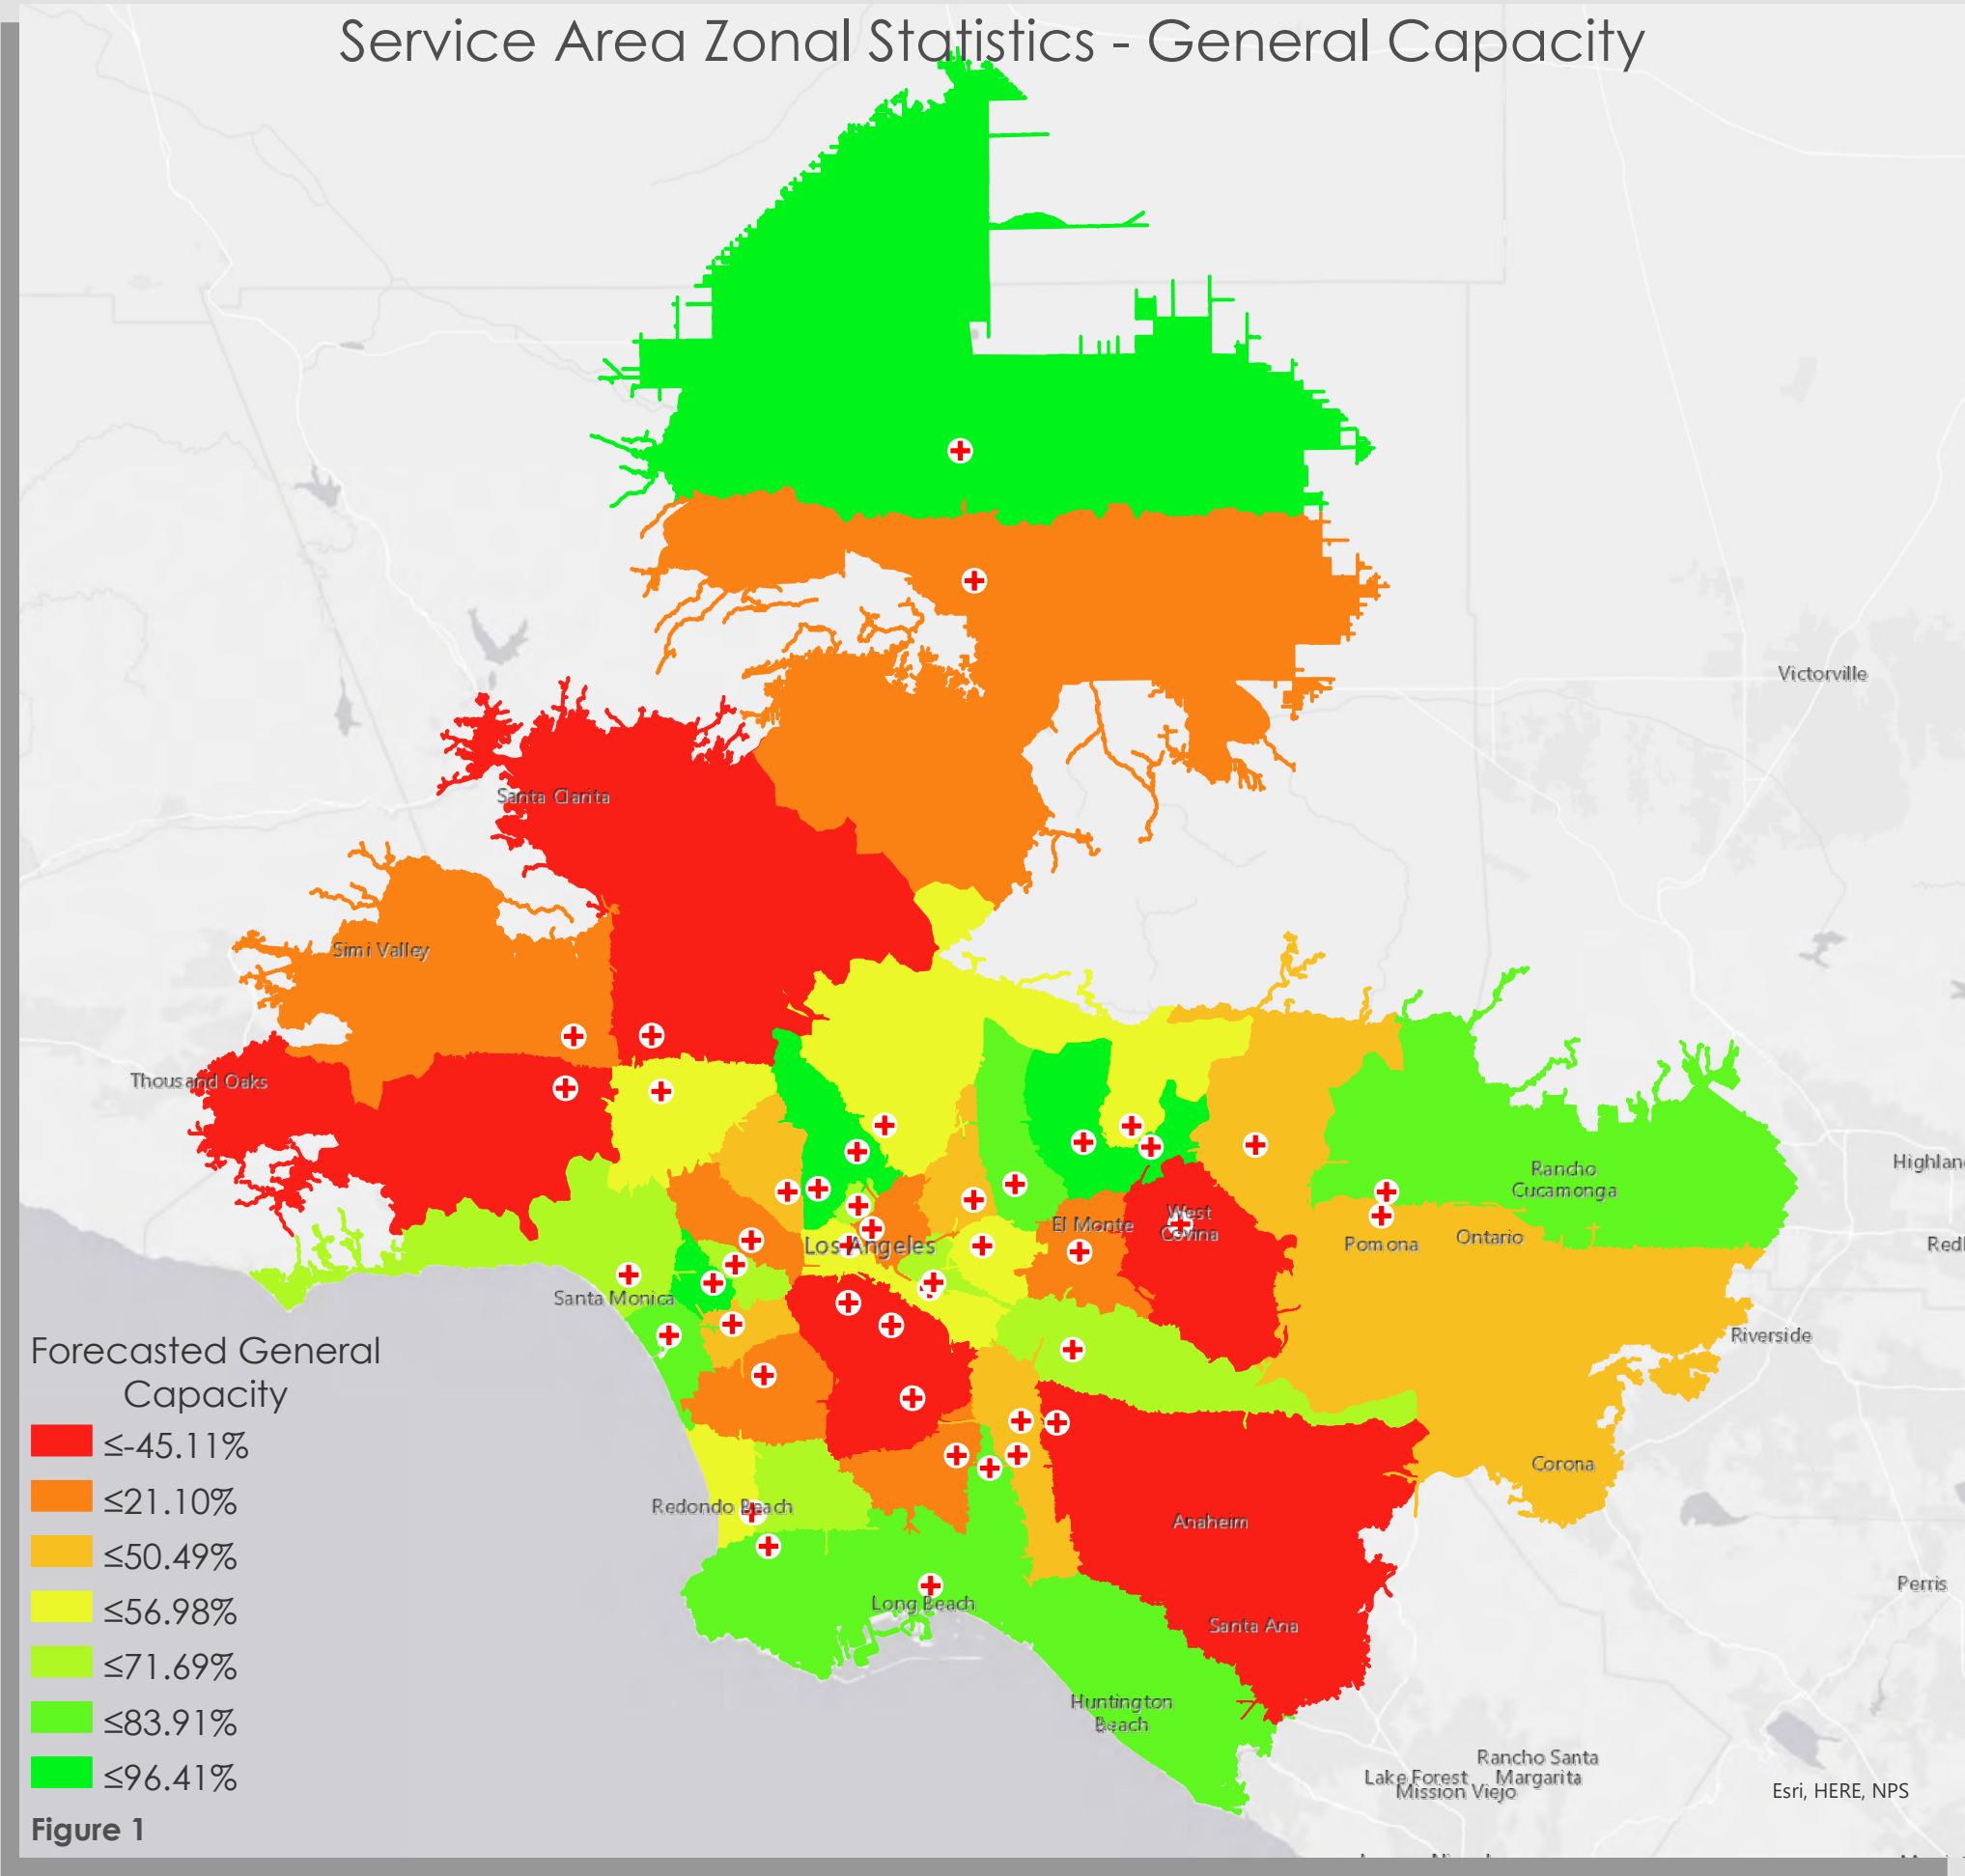 Service Area Zonal Statistics - General Capacity
Victorville
Santa Clarita
Simi Valley
Thousand Oaks
Rancho
Cucamonga
West
Covina
El Monte
Los Angeles
Pomona
Ontario
Santa Monica
Riverside
Corona
Redondo Beach
Anaheim
Perris
Long Beach
Santa Ana
Huntington
Beach
Rancho Santa
Margarita
Lake Forest
Mission Viejo
Esri, HERE, NPS
Forecasted General
Capacity
≤-45.11%
≤21.10%
≤50.49%
≤56.98%
≤71.69%
≤83.91%
≤96.41%
Figure 1